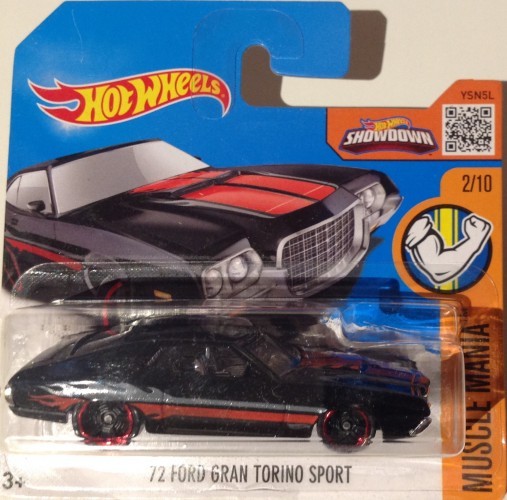 HOT WHEELS
Y5N5L
HOT WHEELS
SHOWDOWN
2/10
MUSCLE MANIA
3+
72 FORD GRAN TORINO SPORT